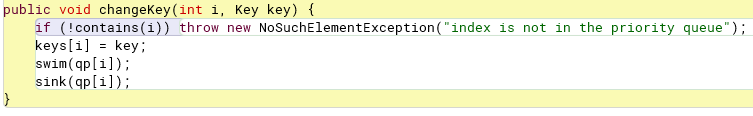 public void changeKey(int i, Key key) {
if (!contains(i)) throw new NoSuchElementException("index is not in the priority queue");
keys[i] = key;
swim(qp[i]);
sink(qp[i]);
}